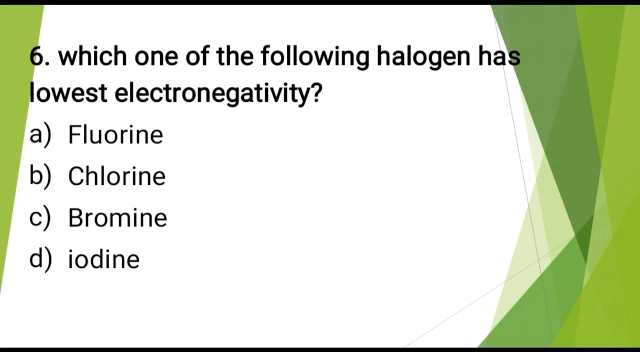 6. which one of the following halogen has
lowest electronegativity?
a) Fluorine
b) Chlorine
c) Bromine
d) iodine